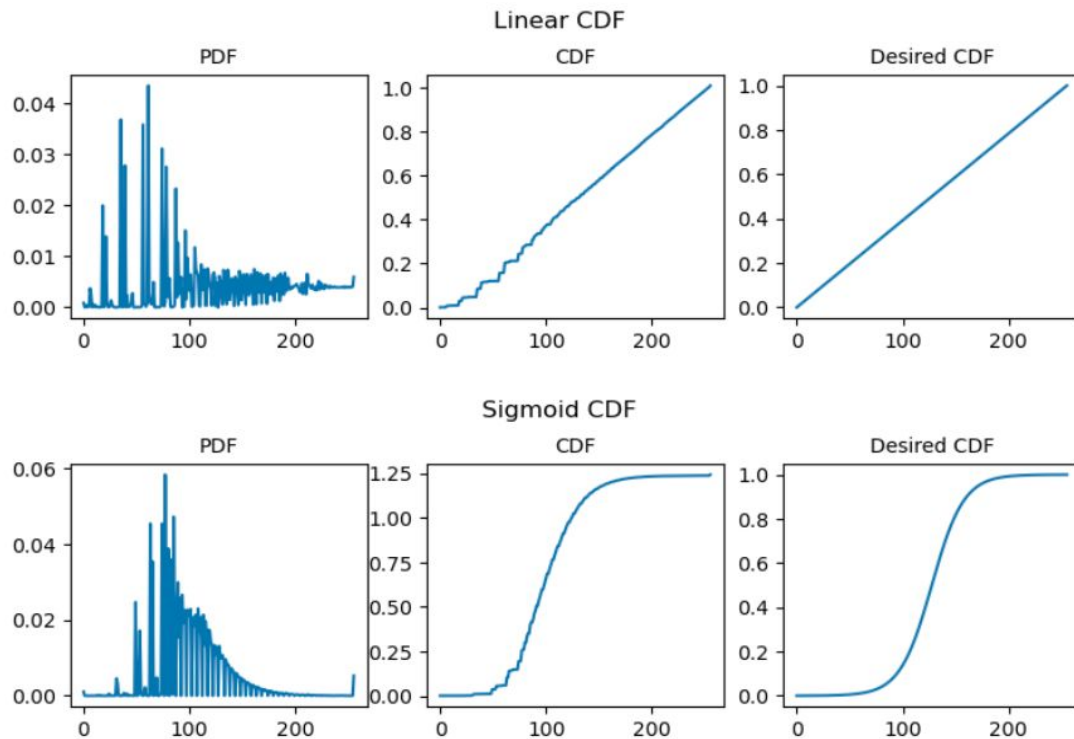 Linear CDF
PDF CDF Desired CDF
0.04 1.0 1.0
0.03 0.8 0.8
0.02 0.6 0.6
0.01 0.4 0.4
0.00 0.2 0.2
0.0 0.0
0 100 200 0 100 200 0 100 200
Sigmoid CDF
PDF CDF Desired CDF
0.06 1.25 1.0
0.04 1.00 0.8
0.02 0.75 0.6
0.00 0.50 0.4
0.25 0.2
0.00 0.0
0 100 200 0 100 200 0 100 200